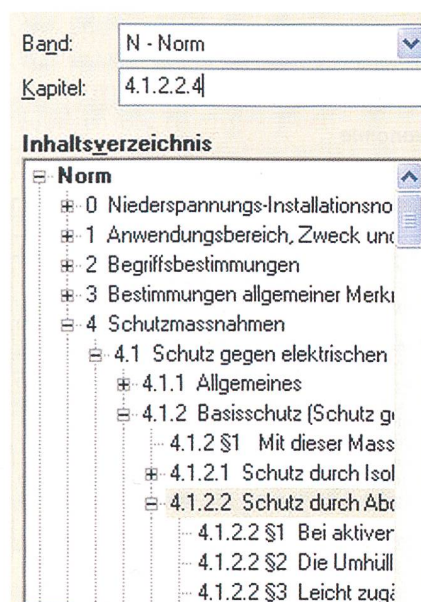 Band: N - Norm
Kapitel: 4.1.2.2.4
Inhaltsverzeichnis
Norm
0 Niederspannungs-Installationsno
1 Anwendungsbereich, Zweck und
2 Begriffsbestimmungen
3 Bestimmungen allgemeiner Merk
4 Schutzmassnahmen
4.1 Schutz gegen elektrischen
4.1.1 Allgemeines
4.1.2 Basisschutz (Schutz g
4.1.2 §1 Mit dieser Mass
4.1.2.1 Schutz durch Isol
4.1.2.2 Schutz durch Abd
4.1.2.2 §1 Bei aktiven
4.1.2.2 §2 Die Umhüll
4.1.2.2 §3 Leicht zugä